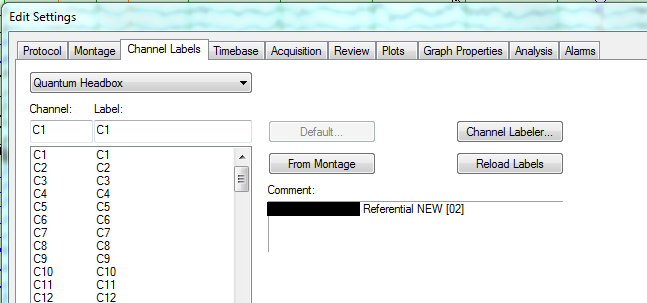 Edit Settings
Protocol Montage Channel Labels Timebase Acquisition Review Plots Graph Properties Analysis Alarms
Quantum Headbox
Channel: Label:
C1 C1
Default... Channel Labeler...
From Montage Reload Labels
Comment:
Referential NEW [02]
C1 C1
C2 C2
C3 C3
C4 C4
C5 C5
C6 C6
C7 C7
C8 C8
C9 C9
C10 C10
C11 C11
C12 C12